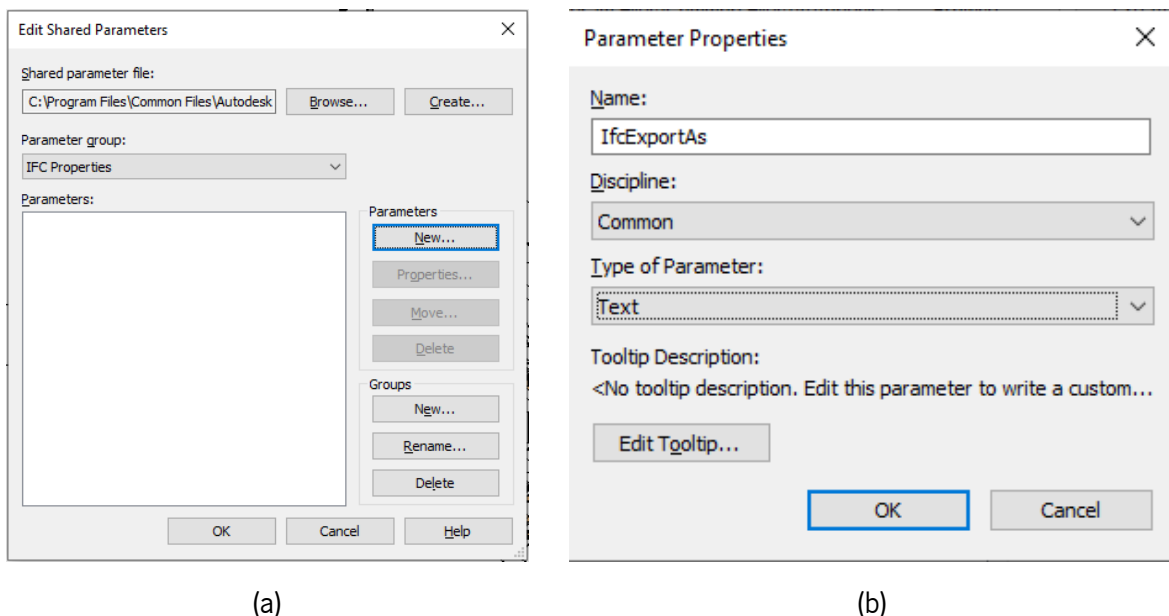 Edit Shared Parameters
Shared parameter file:
C:\Program Files\Common Files\Autodesk
Browse...
Create...
Parameter group:
IFC Properties
Parameters:
Parameters
New...
Properties...
Move...
Delete
Groups
New...
Rename...
Delete
OK
Cancel
Help
(a)
Parameter Properties
Name:
IfcExportAs
Discipline:
Common
Type of Parameter:
Text
Tooltip Description:
<No tooltip description. Edit this parameter to write a custom...
Edit Tooltip...
OK
Cancel
(b)